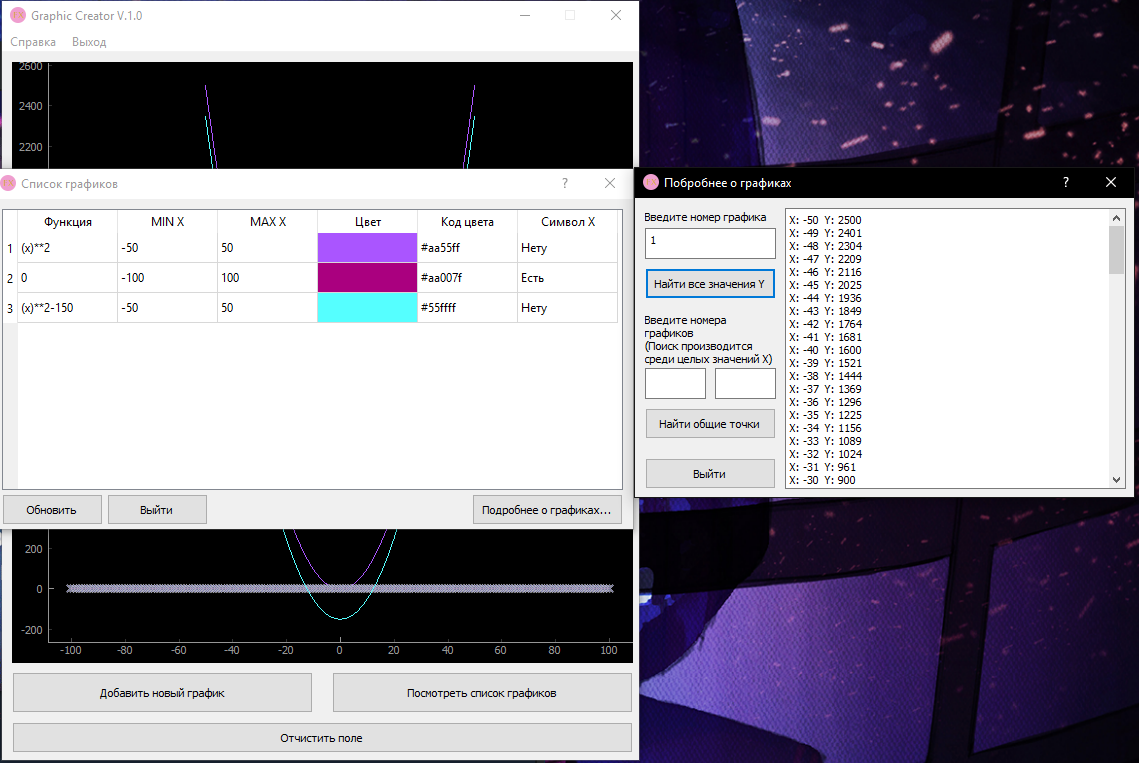 Graphic Creator V.1.0
Справка Выход
2600
2400
2200
Список графиков
?
Функция MIN X MAX X Цвет Код цвета Символ X
1 (x)**2 -50 50 #aa55ff Нету
2 0 -100 100 #aa007f Есть
3 (x)**2-150 -50 50 #55ffff Нету
Обновить Выйти Подробнее о графиках...
200
0
-200
-100 -80 -60 -40 -20 0 20 40 60 80 100
Добавить новый график Посмотреть список графиков
Отчистить поле
Побробнее о графиках
?
Введите номер графика
1
Найти все значения Y
Введите номера
графиков
(Поиск производится
среди целых значений X)
Найти общие точки
Выйти
X: -50 Y: 2500
X: -49 Y: 2401
X: -48 Y: 2304
X: -47 Y: 2209
X: -46 Y: 2116
X: -45 Y: 2025
X: -44 Y: 1936
X: -43 Y: 1849
X: -42 Y: 1764
X: -41 Y: 1681
X: -40 Y: 1600
X: -39 Y: 1521
X: -38 Y: 1444
X: -37 Y: 1369
X: -36 Y: 1296
X: -35 Y: 1225
X: -34 Y: 1156
X: -33 Y: 1089
X: -32 Y: 1024
X: -31 Y: 961
X: -30 Y: 900